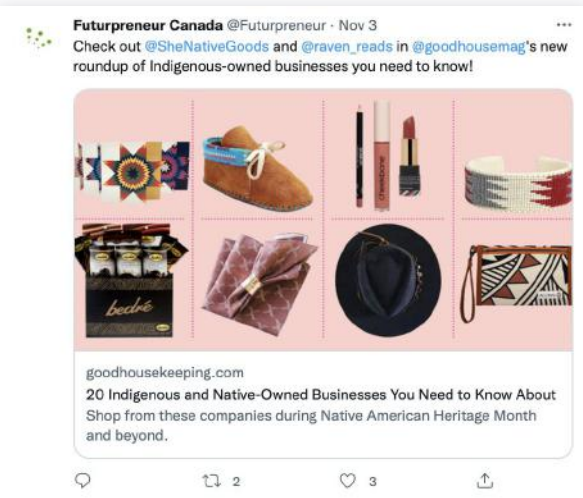 Futurpreneur Canada @Futurpreneur · Nov 3
Check out @SheNativeGoods and @raven_reads in @goodhousemag's new
roundup of Indigenous-owned businesses you need to know!
cheekbone
bedré
goodhousekeeping.com
20 Indigenous and Native-Owned Businesses You Need to Know About
Shop from these companies during Native American Heritage Month
and beyond.
2
3